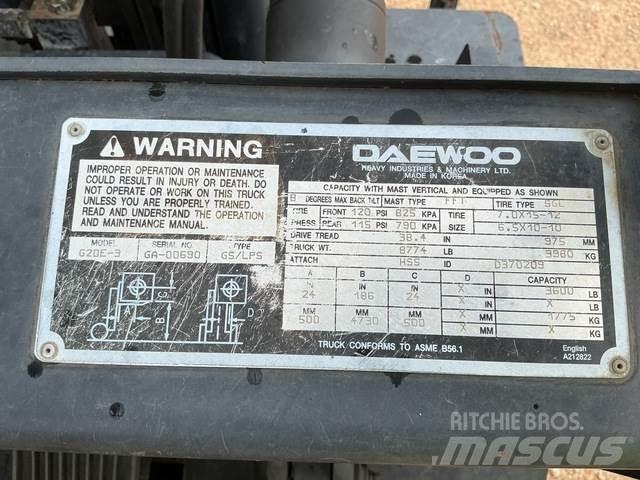 WARNING
IMPROPER OPERATION OR MAINTENANCE
COULD RESULT IN INJURY OR DEATH. DO
NOT OPERATE OR WORK ON THIS TRUCK
UNLESS YOU ARE PROPERLY TRAINED.
READ AND UNDERSTAND THE OPERATION
AND MAINTENANCE MANUAL.
MODEL SERIAL NO. TYPE
G20E-3 GA-00690 GS/LPS
A B C D
DAEWOO
HEAVY INDUSTRIES & MACHINERY LTD.
MADE IN KOREA
CAPACITY WITH MAST VERTICAL AND EQUIPPED AS SHOWN
8 DEGREES MAX BACK TILT MAST TYPE FFT TIRE TYPE
TIRE FRONT 120 PSI 825 KPA TIRE 7.0X15-12
PRESS REAR 115 PSI 790 KPA SIZE 6.5X10-10
DRIVE TREAD 38.4 IN 975 MM
TRUCK WT. 8774 LB 3980 KG
ATTACH HSS ID D370209
A B C D CAPACITY
IN IN IN X IN 3600 LB
24 186 24 X
MM MM MM X MM 1775 KG
500 4730 500 X
TRUCK CONFORMS TO ASME B56.1
English
A212822
RITCHIE BROS.
MASCUS